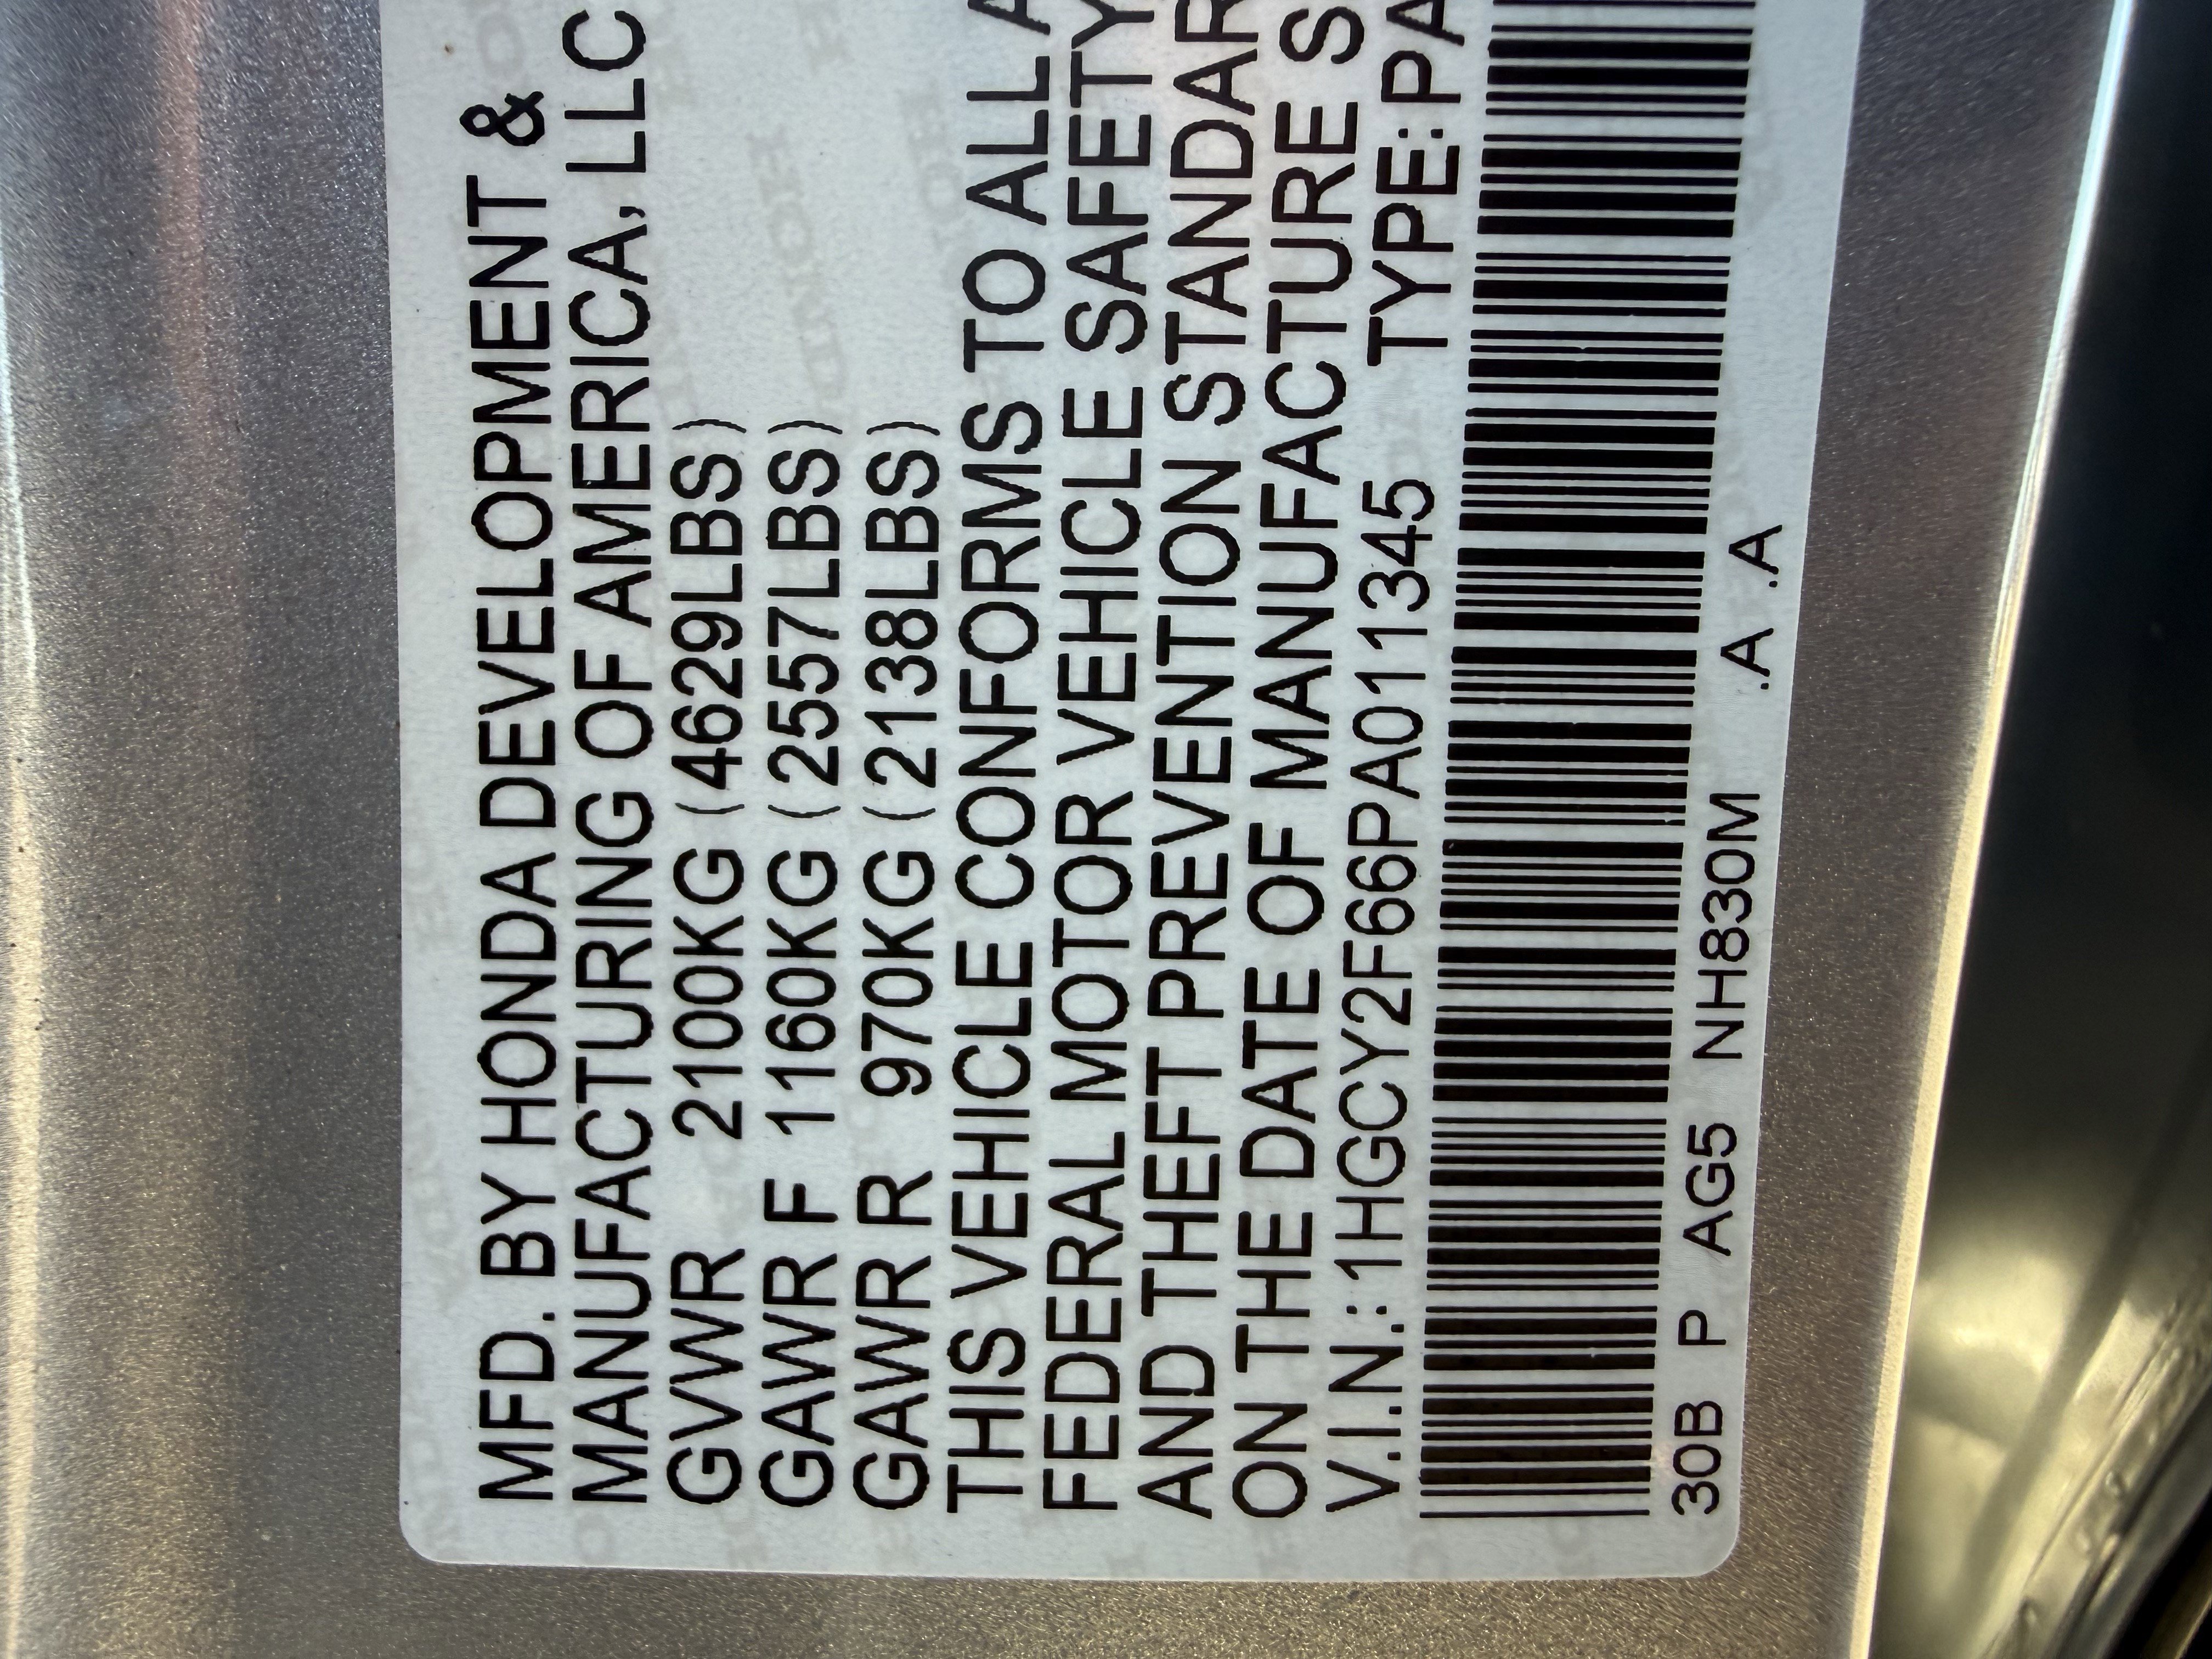 MFD. BY HONDA DEVELOPMENT &
MANUFACTURING OF AMERICA, LLC
GVWR 2100KG (4629LBS)
GAWR F 1160KG (2557LBS)
GAWR R 970KG (2138LBS)
THIS VEHICLE CONFORMS TO ALL A
FEDERAL MOTOR VEHICLE SAFETY
AND THEFT PREVENTION STANDAR
ON THE DATE OF MANUFACTURE S
V.I.N.:1HGCY2F66PA011345 TYPE:PA
30B P AG5 NH830M .A .A